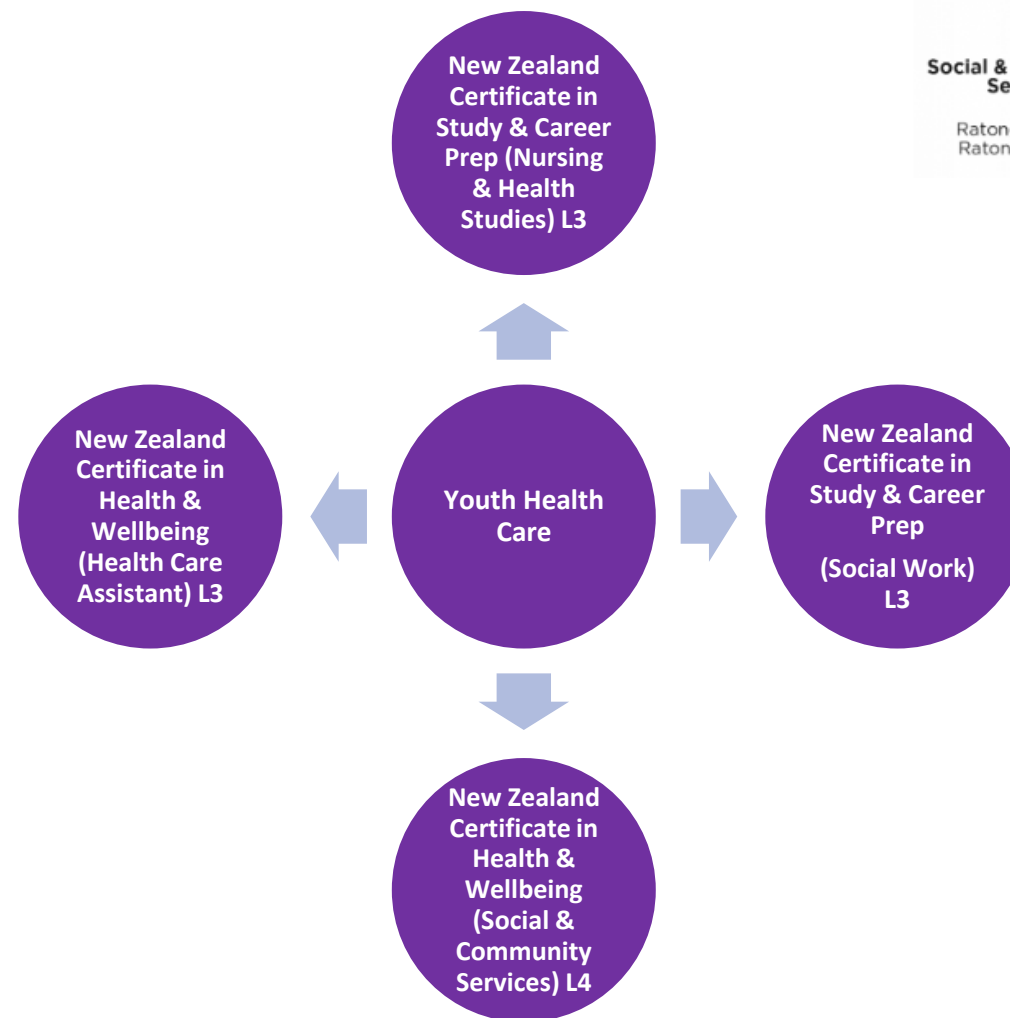 New Zealand
Certificate in
Study & Career
Prep (Nursing
& Health
Studies) L3
Social &
Se
Raton
Raton
New Zealand
Certificate in
Health &
Wellbeing
(Health Care
Assistant) L3
Youth Health
Care
New Zealand
Certificate in
Study & Career
Prep
(Social Work)
L3
New Zealand
Certificate in
Health &
Wellbeing
(Social &
Community
Services) L4